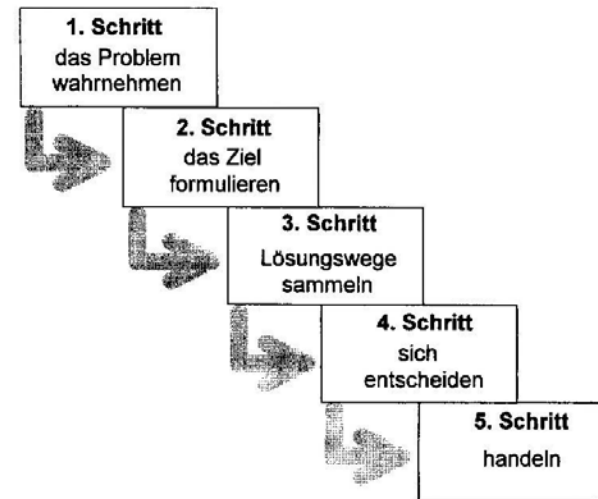 1. Schritt
das Problem
wahrnehmen
2. Schritt
das Ziel
formulieren
3. Schritt
Lösungswege
sammeln
4. Schritt
sich
entscheiden
5. Schritt
handeln